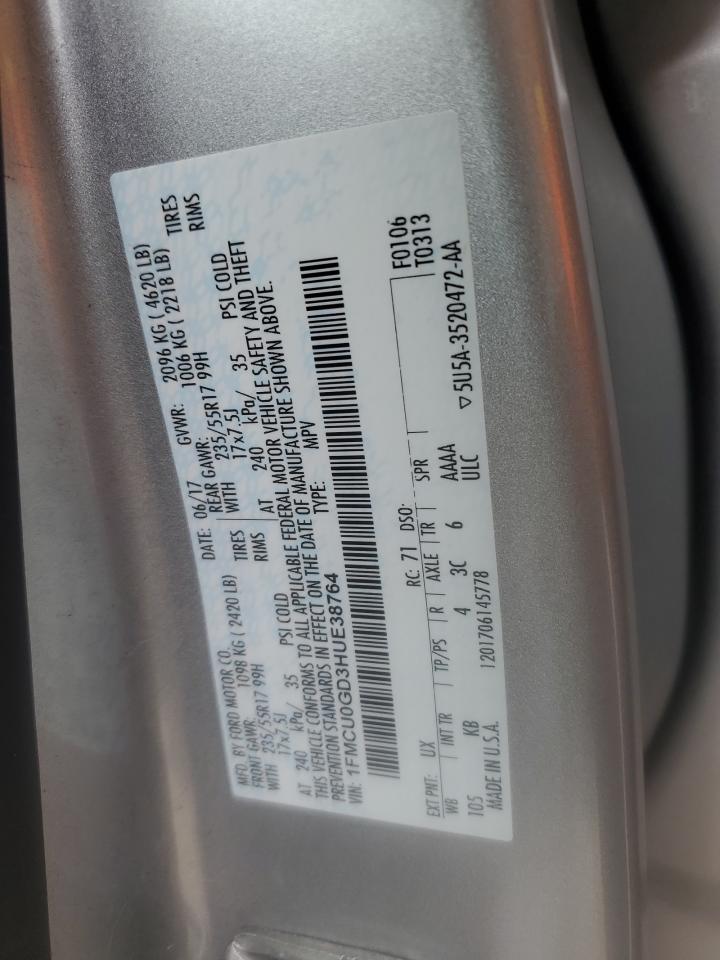 MFD. BY FORD MOTOR CO.
DATE: 06/17
GVWR: 2096 KG ( 4620 LB)
FRONT GAWR: 1098 KG ( 2420 LB)
REAR GAWR: 1006 KG ( 2218 LB)
WITH 235/55R17 99H TIRES
WITH 235/55R17 99H TIRES
17x7.5J RIMS
17x7.5J RIMS
AT 240 kPa/ 35 PSI COLD
AT 240 kPa/ 35 PSI COLD
THIS VEHICLE CONFORMS TO ALL APPLICABLE FEDERAL MOTOR VEHICLE SAFETY AND THEFT
PREVENTION STANDARDS IN EFFECT ON THE DATE OF MANUFACTURE SHOWN ABOVE.
VIN: 1FMCU0GD3HUE38764
TYPE: MPV
F0106
T0313
EXT PNT: UX RC: 71 DSO:
WB INT TR TP/PS R AXLE TR SPR
105 KB 4 3C 6 AAAA
MADE IN U.S.A. 1201706145778 ULC
▽5U5A-3520472-AA